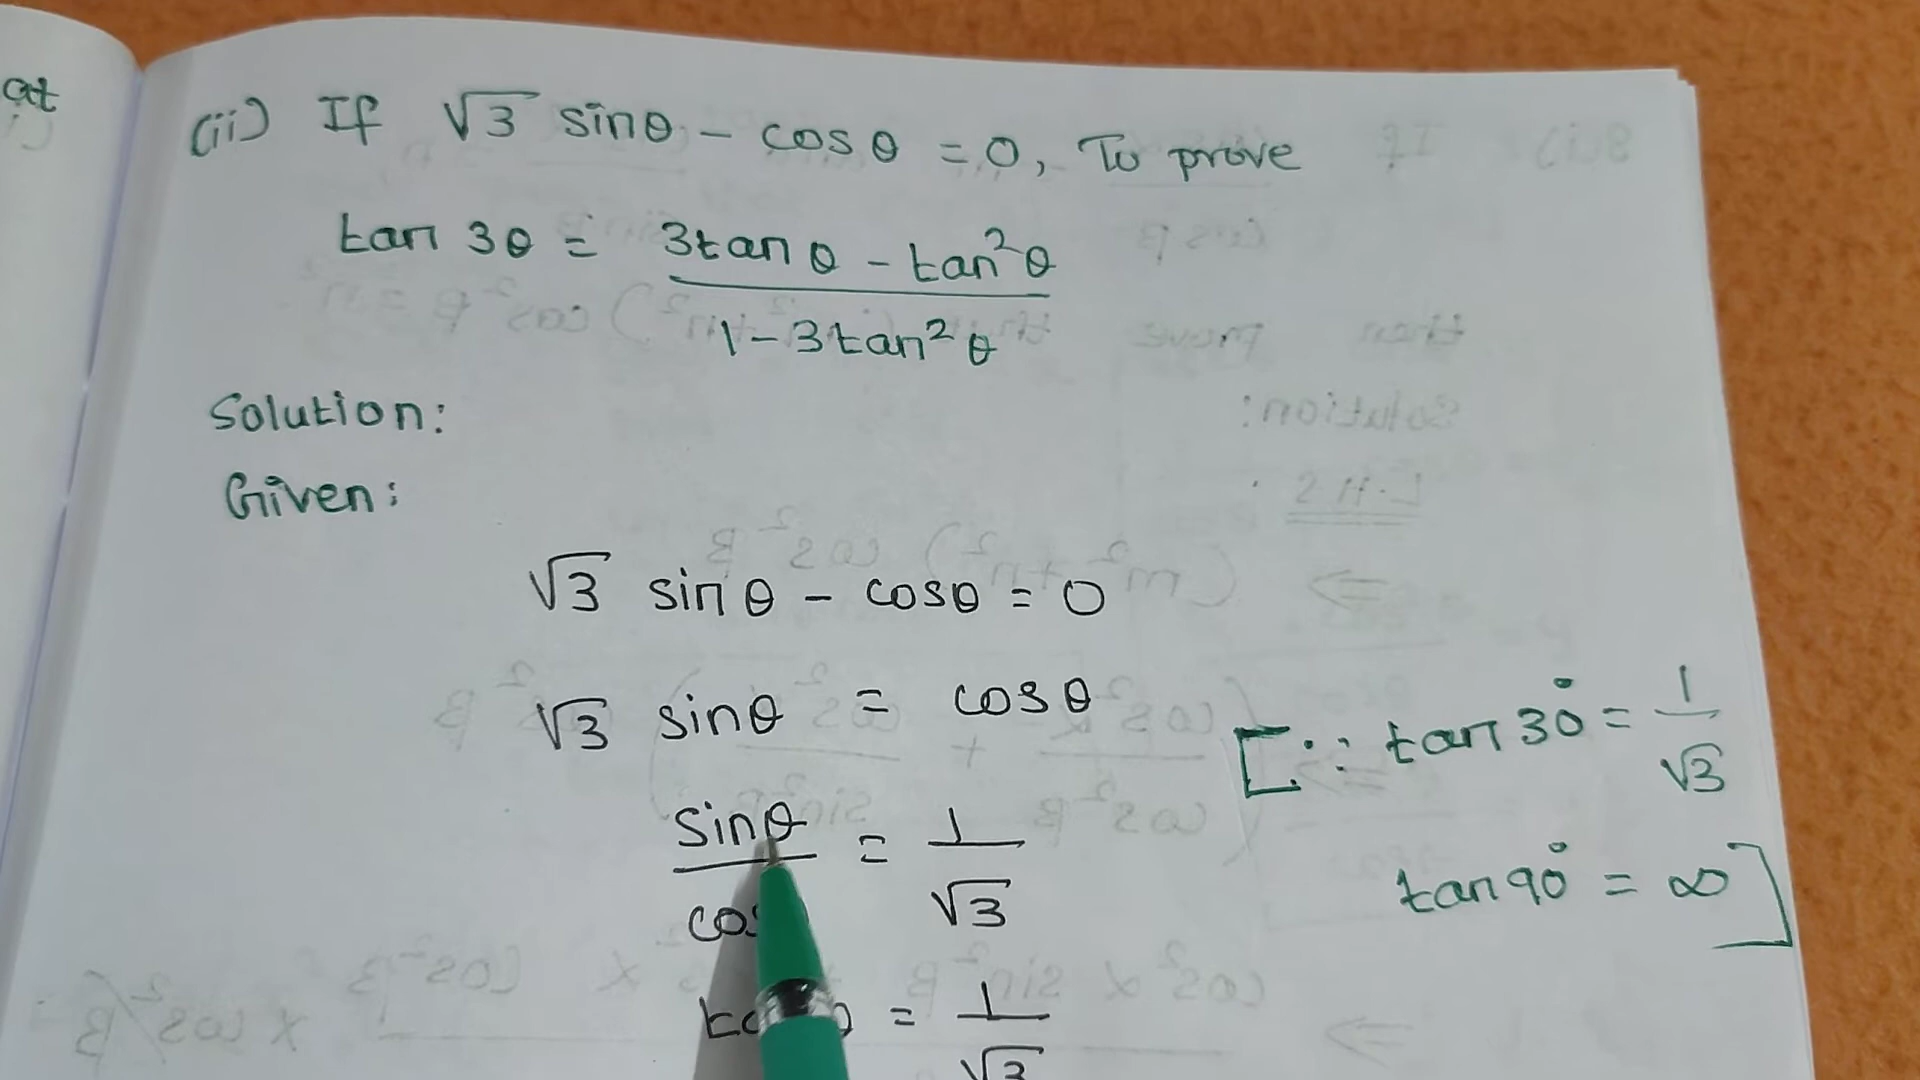 at
(ii) If √3 sinθ - cosθ = 0, To prove
tan 3θ = 3tanθ - tan²θ
1 - 3tan²θ
Solution:
Given:
√3 sinθ - cosθ = 0
√3 sinθ = cosθ
[∵ tan 30° = 1/√3
sinθ = 1
cos √3
tan 90° = ∞]
= 1
√3